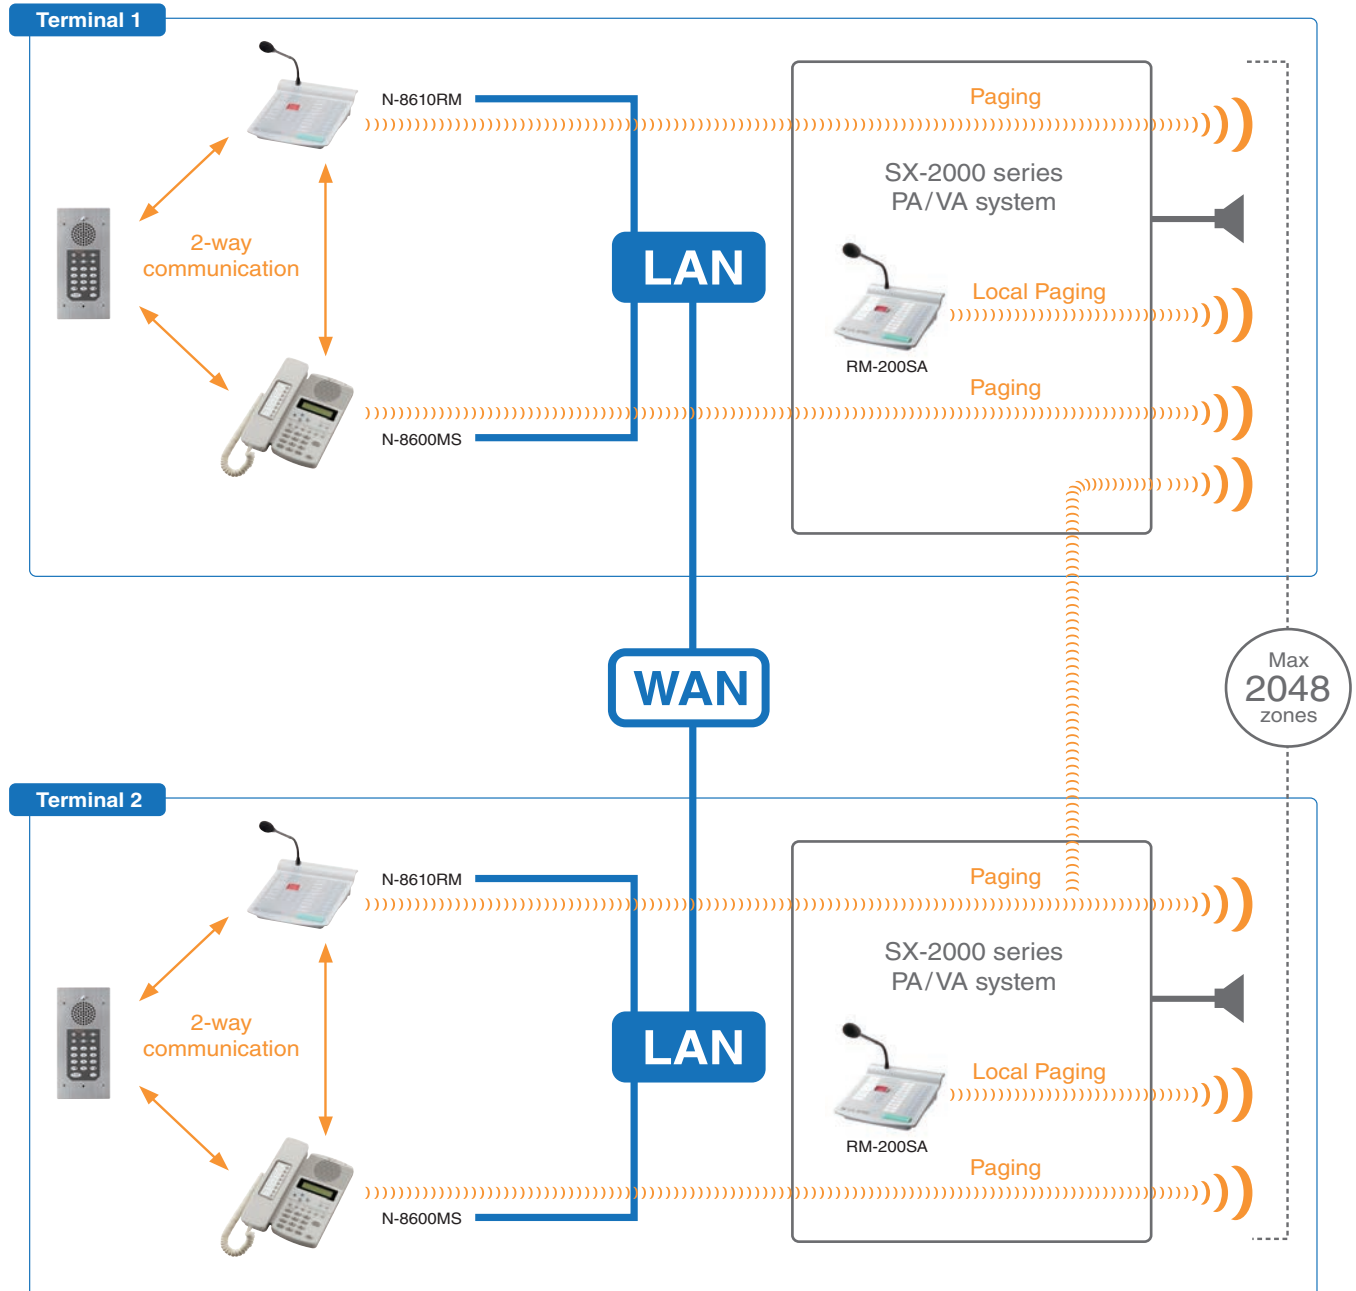 Terminal 1
N-8610RM
Paging
SX-2000 series
PA/VA system
2-way
communication
LAN
Local Paging
RM-200SA
Paging
N-8600MS
WAN
Max
2048
zones
Terminal 2
N-8610RM
Paging
SX-2000 series
PA/VA system
2-way
communication
LAN
Local Paging
RM-200SA
Paging
N-8600MS